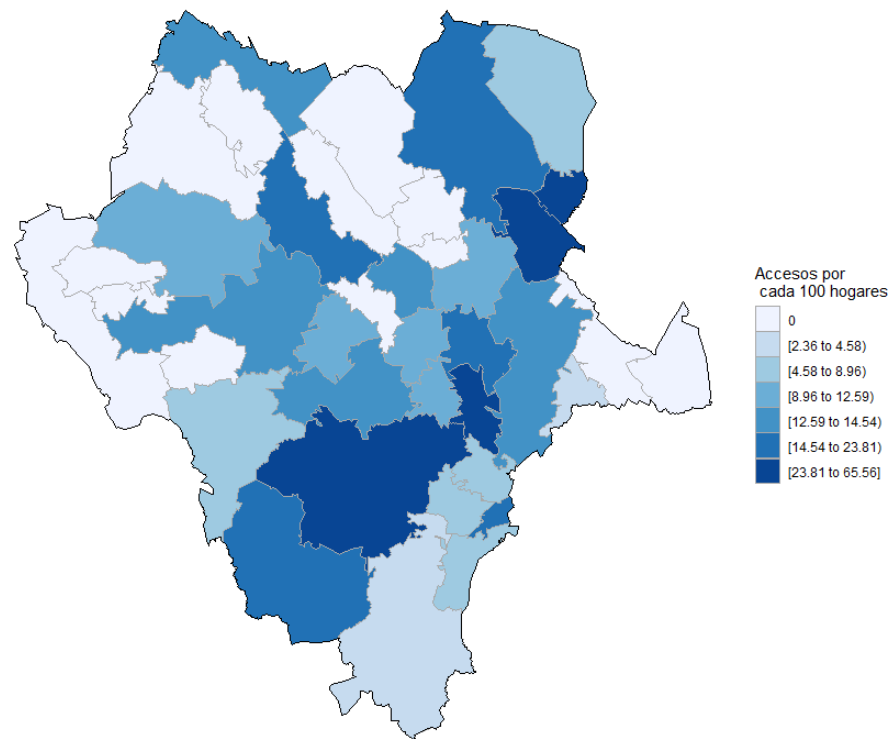 Accesos por
cada 100 hogares
0
[2.36 to 4.58)
[4.58 to 8.96)
[8.96 to 12.59)
[12.59 to 14.54)
[14.54 to 23.81)
[23.81 to 65.56]